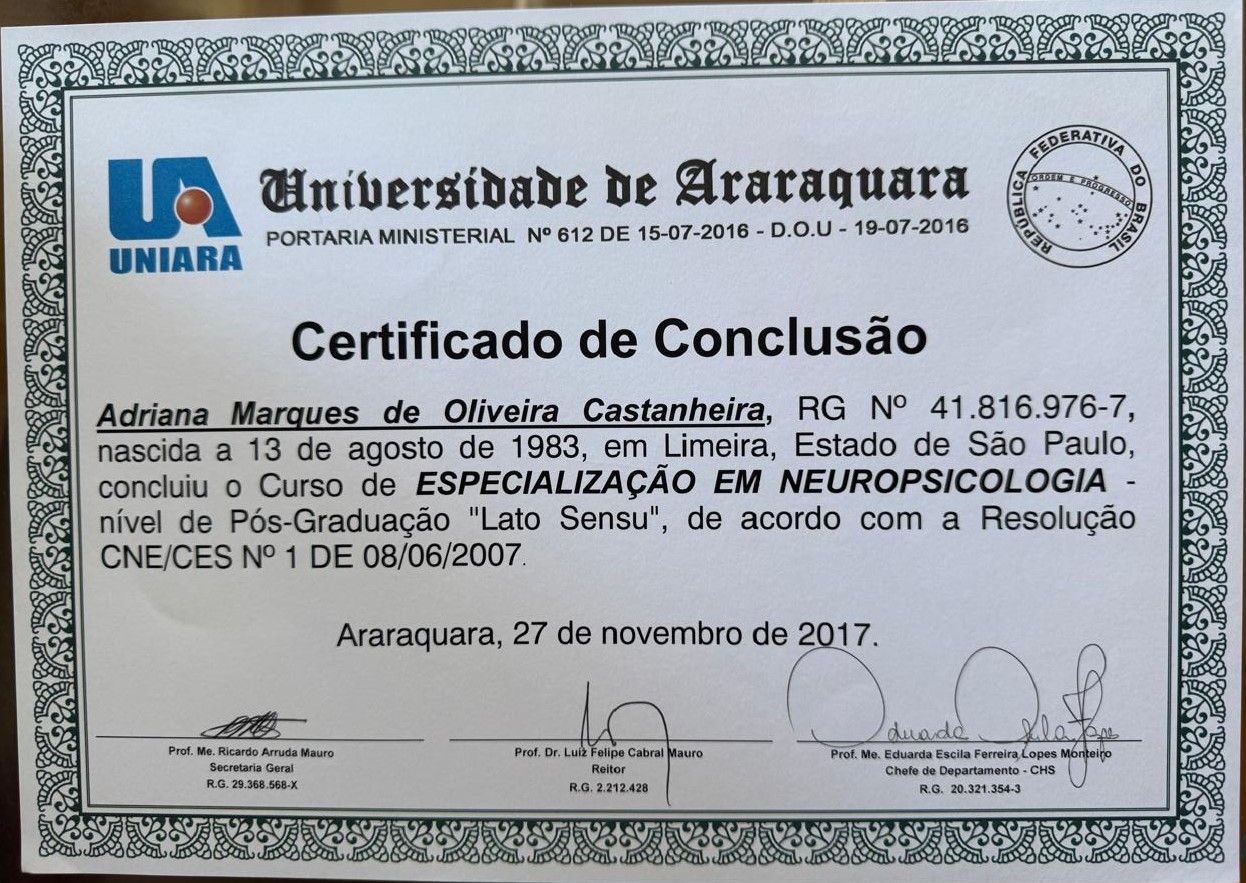 UNIARA
Universidade de Araraquara
PORTARIA MINISTERIAL Nº 612 DE 15-07-2016 - D.O.U - 19-07-2016
REPÚBLICA FEDERATIVA DO BRASIL
ORDEM E PROGRESSO
Certificado de Conclusão
Adriana Marques de Oliveira Castanheira, RG Nº 41.816.976-7,
nascida a 13 de agosto de 1983, em Limeira, Estado de São Paulo,
concluiu o Curso de ESPECIALIZAÇÃO EM NEUROPSICOLOGIA -
nível de Pós-Graduação "Lato Sensu", de acordo com a Resolução
CNE/CES Nº 1 DE 08/06/2007.
Araraquara, 27 de novembro de 2017.
Prof. Me. Ricardo Arruda Mauro
Secretaria Geral
R.G. 29.368.568-X
Prof. Dr. Luiz Felipe Cabral Mauro
Reitor
R.G. 2.212.428
Eduarda
Prof. Me. Eduarda Escila Ferreira Lopes Monteiro
Chefe de Departamento - CHS
R.G. 20.321.354-3